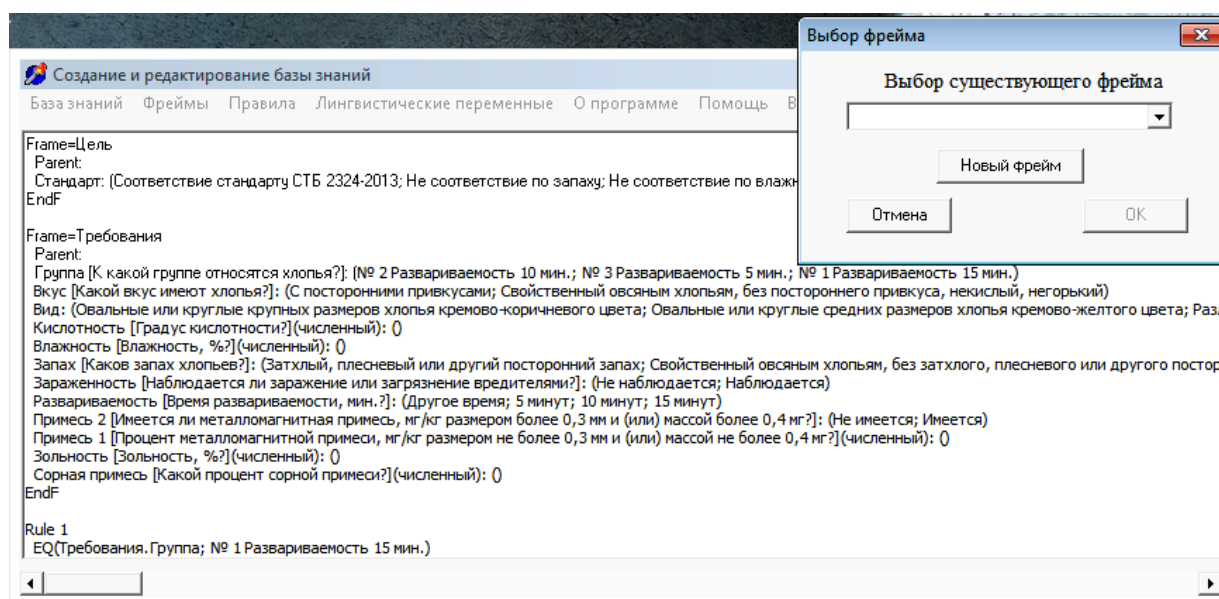 Выбор фрейма
Выбор существующего фрейма
Новый фрейм
Отмена
OK
Создание и редактирование базы знаний
База знаний Фреймы Правила Лингвистические переменные О программе Помощь В
Frame=Цель
Parent:
Стандарт: (Соответствие стандарту СТБ 2324-2013; Не соответствие по запаху; Не соответствие по влажн
EndF
Frame=Требования
Parent:
Группа [К какой группе относятся хлопья?]: (№ 2 Развариваемость 10 мин.; № 3 Развариваемость 5 мин.; № 1 Развариваемость 15 мин.)
Вкус [Какой вкус имеют хлопья?]: (С посторонними привкусами; Свойственный овсяным хлопьям, без постороннего привкуса, некислый, негорький)
Вид: (Овальные или круглые крупных размеров хлопья кремово-коричневого цвета; Овальные или круглые средних размеров хлопья кремово-желтого цвета; Раз
Кислотность [Градус кислотности?](численный): ()
Влажность [Влажность, %?](численный): ()
Запах [Каков запах хлопьев?]: (Затхлый, плесневый или другий посторонний запах; Свойственный овсяным хлопьям, без затхлого, плесневого или другого постор
Зараженность [Наблюдается ли заражение или загрязнение вредителями?]: (Не наблюдается; Наблюдается)
Развариваемость [Время развариваемости, мин.?]: (Другое время; 5 минут; 10 минут; 15 минут)
Примесь 2 [Имеется ли металломагнитная примесь, мг/кг размером более 0,3 мм и (или) массой более 0,4 мг?]: (Не имеется; Имеется)
Примесь 1 [Процент металломагнитной примеси, мг/кг размером не более 0,3 мм и (или) массой не более 0,4 мг?](численный): ()
Зольность [Зольность, %?](численный): ()
Сорная примесь [Какой процент сорной примеси?](численный): ()
EndF
Rule 1
EQ(Требования.Группа; № 1 Развариваемость 15 мин.)